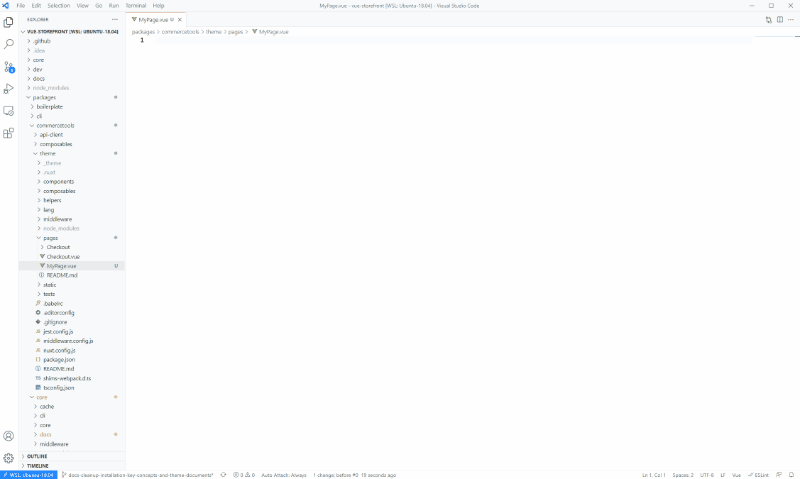 File Edit Selection View Go Run Terminal Help
MyPage.vue - vue-storefront [WSL: Ubuntu-18.04] - Visual Studio Code
EXPLORER
MyPage.vue U
VUE-STOREFRONT [WSL: UBUNTU-18.04]
packages > commercetools > theme > pages > MyPage.vue
1
.github
.idea
core
dev
docs
node_modules
packages
boilerplate
cli
commercetools
api-client
composables
theme
_theme
.nuxt
components
composables
helpers
lang
middleware
node_modules
pages
Checkout
Checkout.vue
MyPage.vue U
README.md
static
tests
.babelrc
.editorconfig
.gitignore
jest.config.js
middleware.config.js
nuxt.config.js
package.json
README.md
shims-webpack.d.ts
tsconfig.json
core
cache
cli
core
docs
middleware
OUTLINE
TIMELINE
WSL: Ubuntu-18.04 docs-cleanup-installation-key-concepts-and-theme-documents* 0 0 Auto Attach: Always 1 change (before #3: 19 seconds ago Ln 1, Col 1 Spaces: 2 UTF-8 LF Vue ESLint